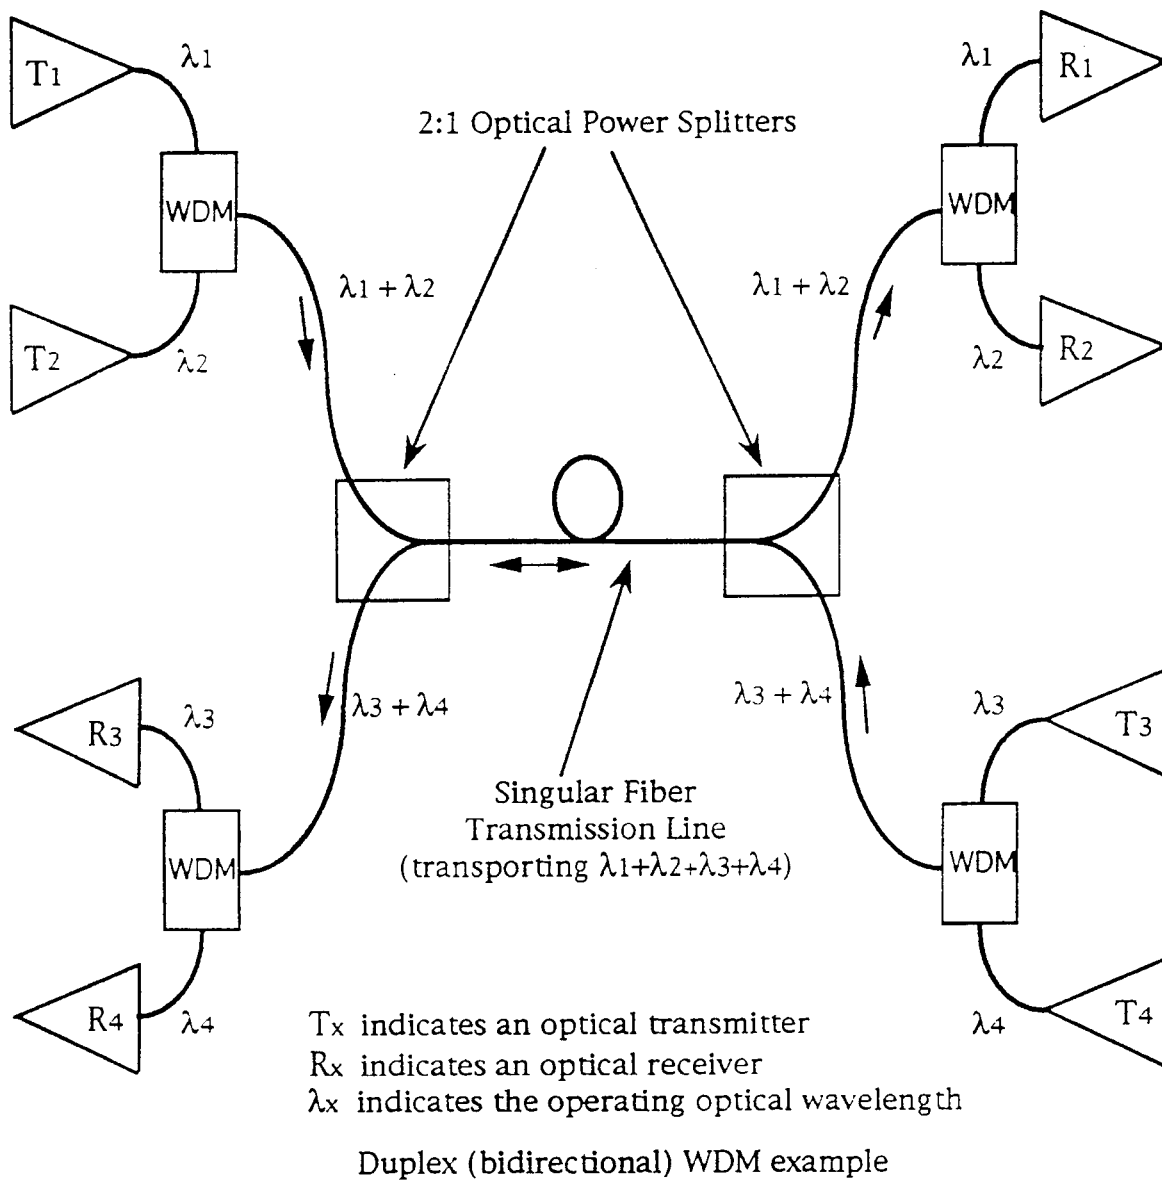 T1
λ1
λ1
R1
2:1 Optical Power Splitters
WDM
WDM
λ1 + λ2
λ1 + λ2
T2
λ2
λ2
R2
R3
λ3
λ3 + λ4
λ3 + λ4
λ3
T3
Singular Fiber
Transmission Line
(transporting λ1+λ2+λ3+λ4)
WDM
WDM
R4
λ4
λ4
T4
Tx indicates an optical transmitter
Rx indicates an optical receiver
λx indicates the operating optical wavelength
Duplex (bidirectional) WDM example